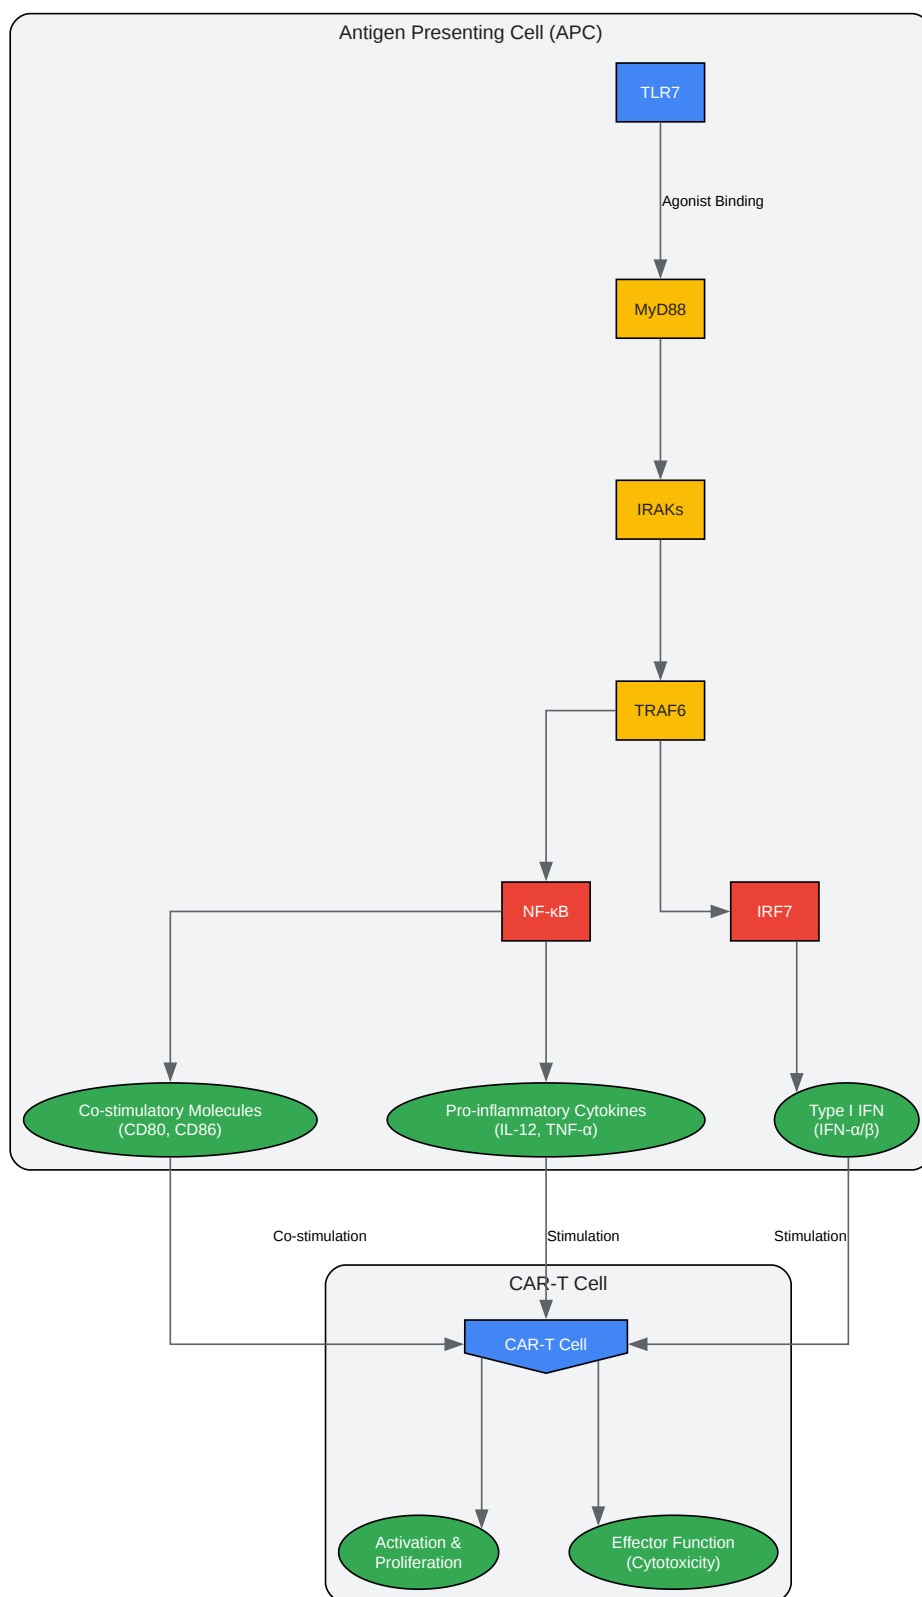 Antigen Presenting Cell (APC)
TLR7
Agonist Binding
MyD88
IRAKs
TRAF6
NF-κB
IRF7
Co-stimulatory Molecules
(CD80, CD86)
Pro-inflammatory Cytokines
(IL-12, TNF-α)
Type I IFN
(IFN-α/β)
Co-stimulation
Stimulation
Stimulation
CAR-T Cell
CAR-T Cell
Activation &
Proliferation
Effector Function
(Cytotoxicity)